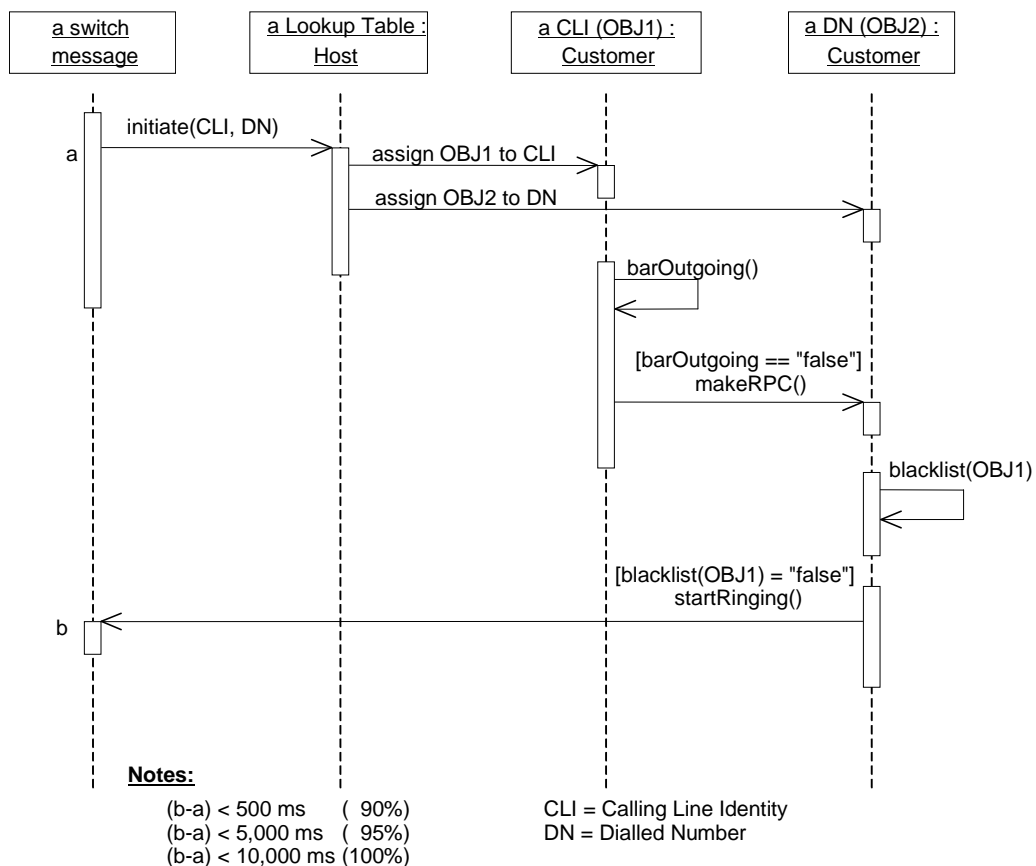 a switch
message
a Lookup Table :
Host
a CLI (OBJ1) :
Customer
a DN (OBJ2) :
Customer
initiate(CLI, DN)
a
assign OBJ1 to CLI
assign OBJ2 to DN
barOutgoing()
[barOutgoing == "false"]
makeRPC()
blacklist(OBJ1)
[blacklist(OBJ1) = "false"]
startRinging()
b
Notes:
(b-a) < 500 ms ( 90%)
(b-a) < 5,000 ms ( 95%)
(b-a) < 10,000 ms (100%)
CLI = Calling Line Identity
DN = Dialled Number